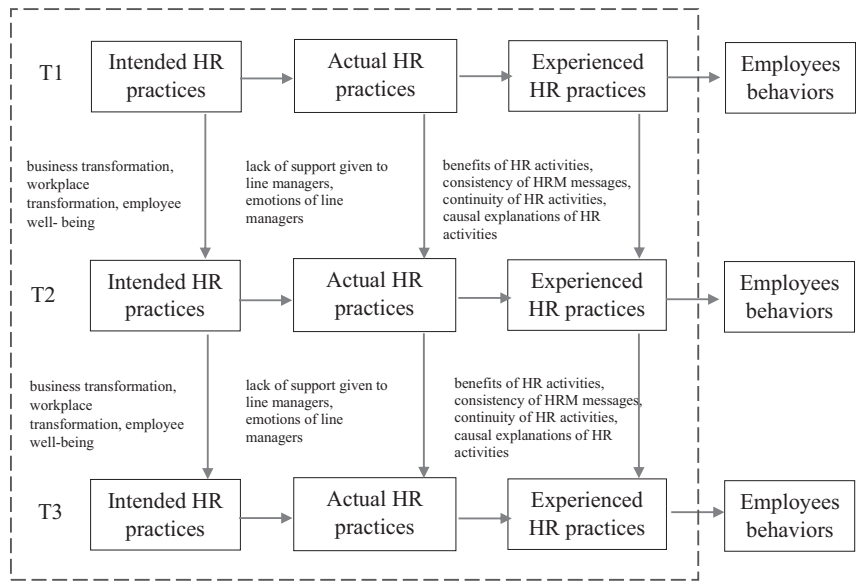 T1
Intended HR
practices
Actual HR
practices
Experienced
HR practices
Employees
behaviors
business transformation,
workplace
transformation, employee
well- being
lack of support given to
line managers,
emotions of line
managers
benefits of HR activities,
consistency of HRM messages,
continuity of HR activities,
causal explanations of HR
activities
T2
Intended HR
practices
Actual HR
practices
Experienced
HR practices
Employees
behaviors
business transformation,
workplace
transformation, employee
well-being
lack of support given to
line managers,
emotions of line
managers
benefits of HR activities,
consistency of HRM messages,
continuity of HR activities,
causal explanations of HR
activities
T3
Intended HR
practices
Actual HR
practices
Experienced
HR practices
Employees
behaviors